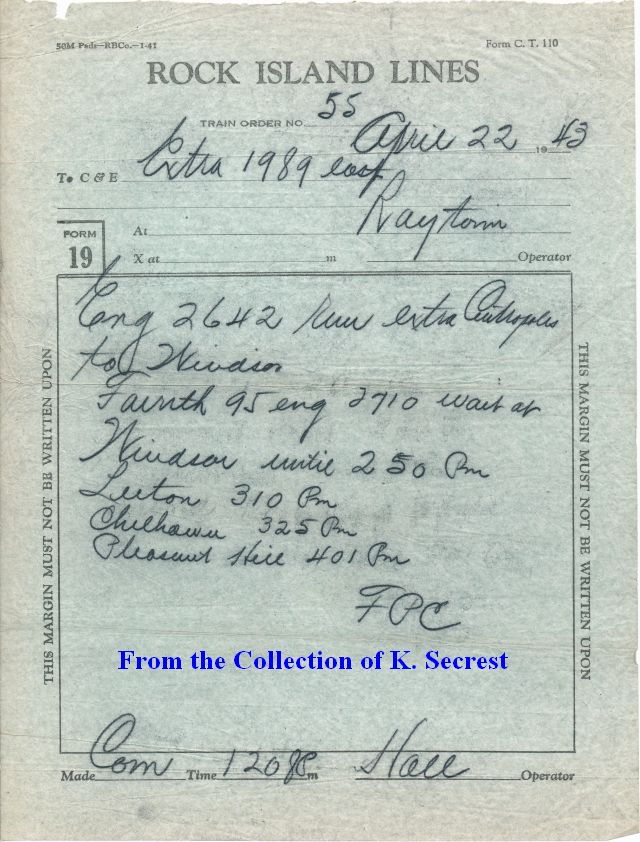 50M Pads—RBCo.—1-41 Form C. T. 110
ROCK ISLAND LINES
TRAIN ORDER NO. 55
April 22 1943
To C & E Extra 1989 east
Raytown
FORM 19
At
X at m Operator
Eng 2642 run extra Centropolis
to Windsor
Fourth 95 eng 2710 wait at
Windsor until 250 Pm
Leeton 310 Pm
Chilhowee 325 Pm
Pleasant Hill 401 Pm
FPC
From the Collection of K. Secrest
THIS MARGIN MUST NOT BE WRITTEN UPON
THIS MARGIN MUST NOT BE WRITTEN UPON
Made Com Time 120 Pm Hall Operator